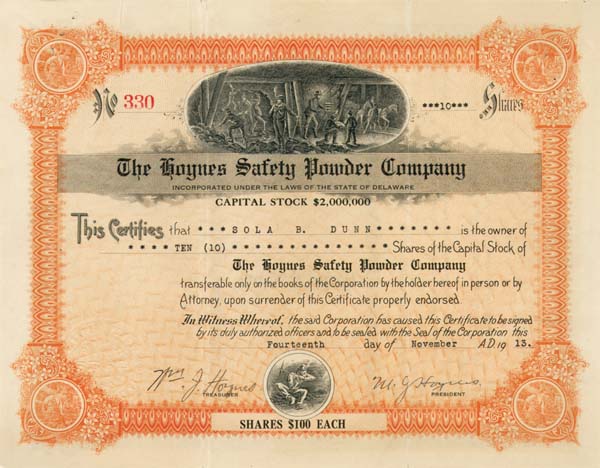 No 330
***10*** Shares
The Hoynes Safety Powder Company
INCORPORATED UNDER THE LAWS OF THE STATE OF DELAWARE
CAPITAL STOCK $2,000,000
This Certifies that ***SOLA B. DUNN******** is the owner of
****TEN (10)*************** Shares of the Capital Stock of
The Hoynes Safety Powder Company
transferable only on the books of the Corporation by the holder hereof in person or by
Attorney, upon surrender of this Certificate properly endorsed.
In Witness Whereof, the said Corporation has caused this Certificate to be signed
by its duly authorized officers and to be sealed with the Seal of the Corporation this
Fourteenth day of November A.D. 19 13.
Wm. J. Hoynes
TREASURER
M. J. Hoynes
PRESIDENT
SHARES $100 EACH